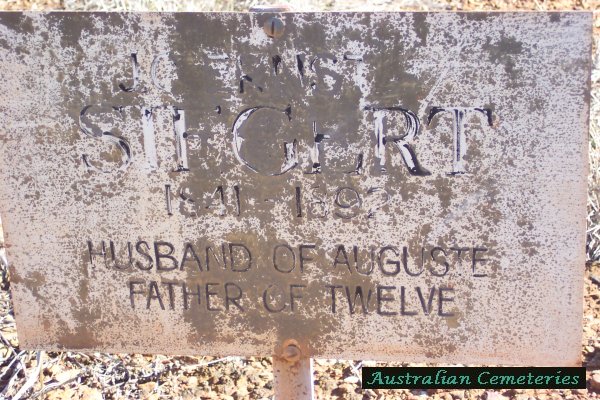 SIEGERT
1841 - 1892
HUSBAND OF AUGUSTE
FATHER OF TWELVE
Australian Cemeteries